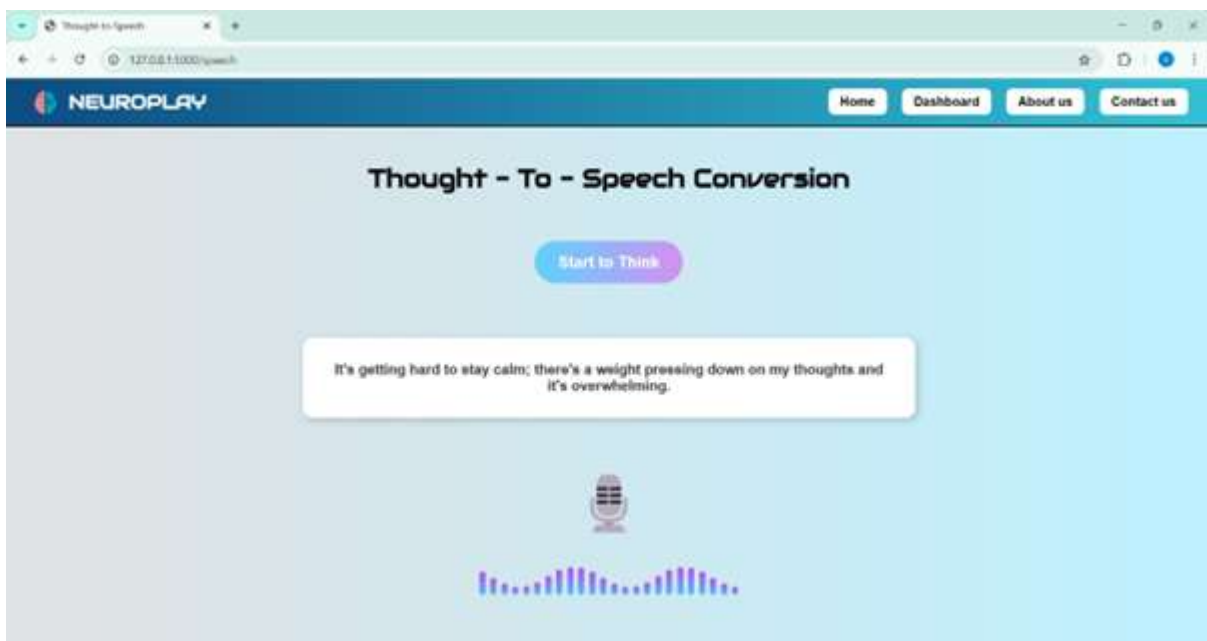 Thought to Speech
127.0.0.1:5000/speech
NEUROPLAY
Home
Dashboard
About us
Contact us
Thought - To - Speech Conversion
Start to Think
It's getting hard to stay calm; there's a weight pressing down on my thoughts and
it's overwhelming.